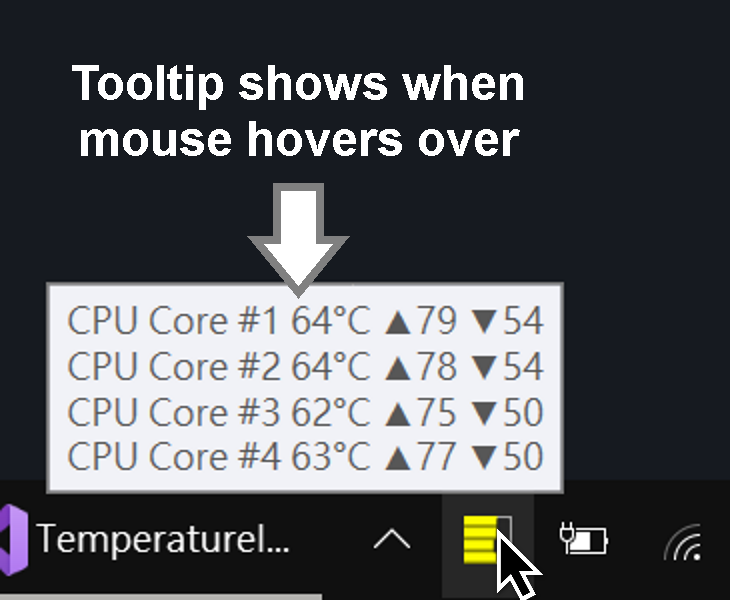 Tooltip shows when
mouse hovers over
CPU Core #1 64°C ▲79 ▼54
CPU Core #2 64°C ▲78 ▼54
CPU Core #3 62°C ▲75 ▼50
CPU Core #4 63°C ▲77 ▼50
Temperaturel...